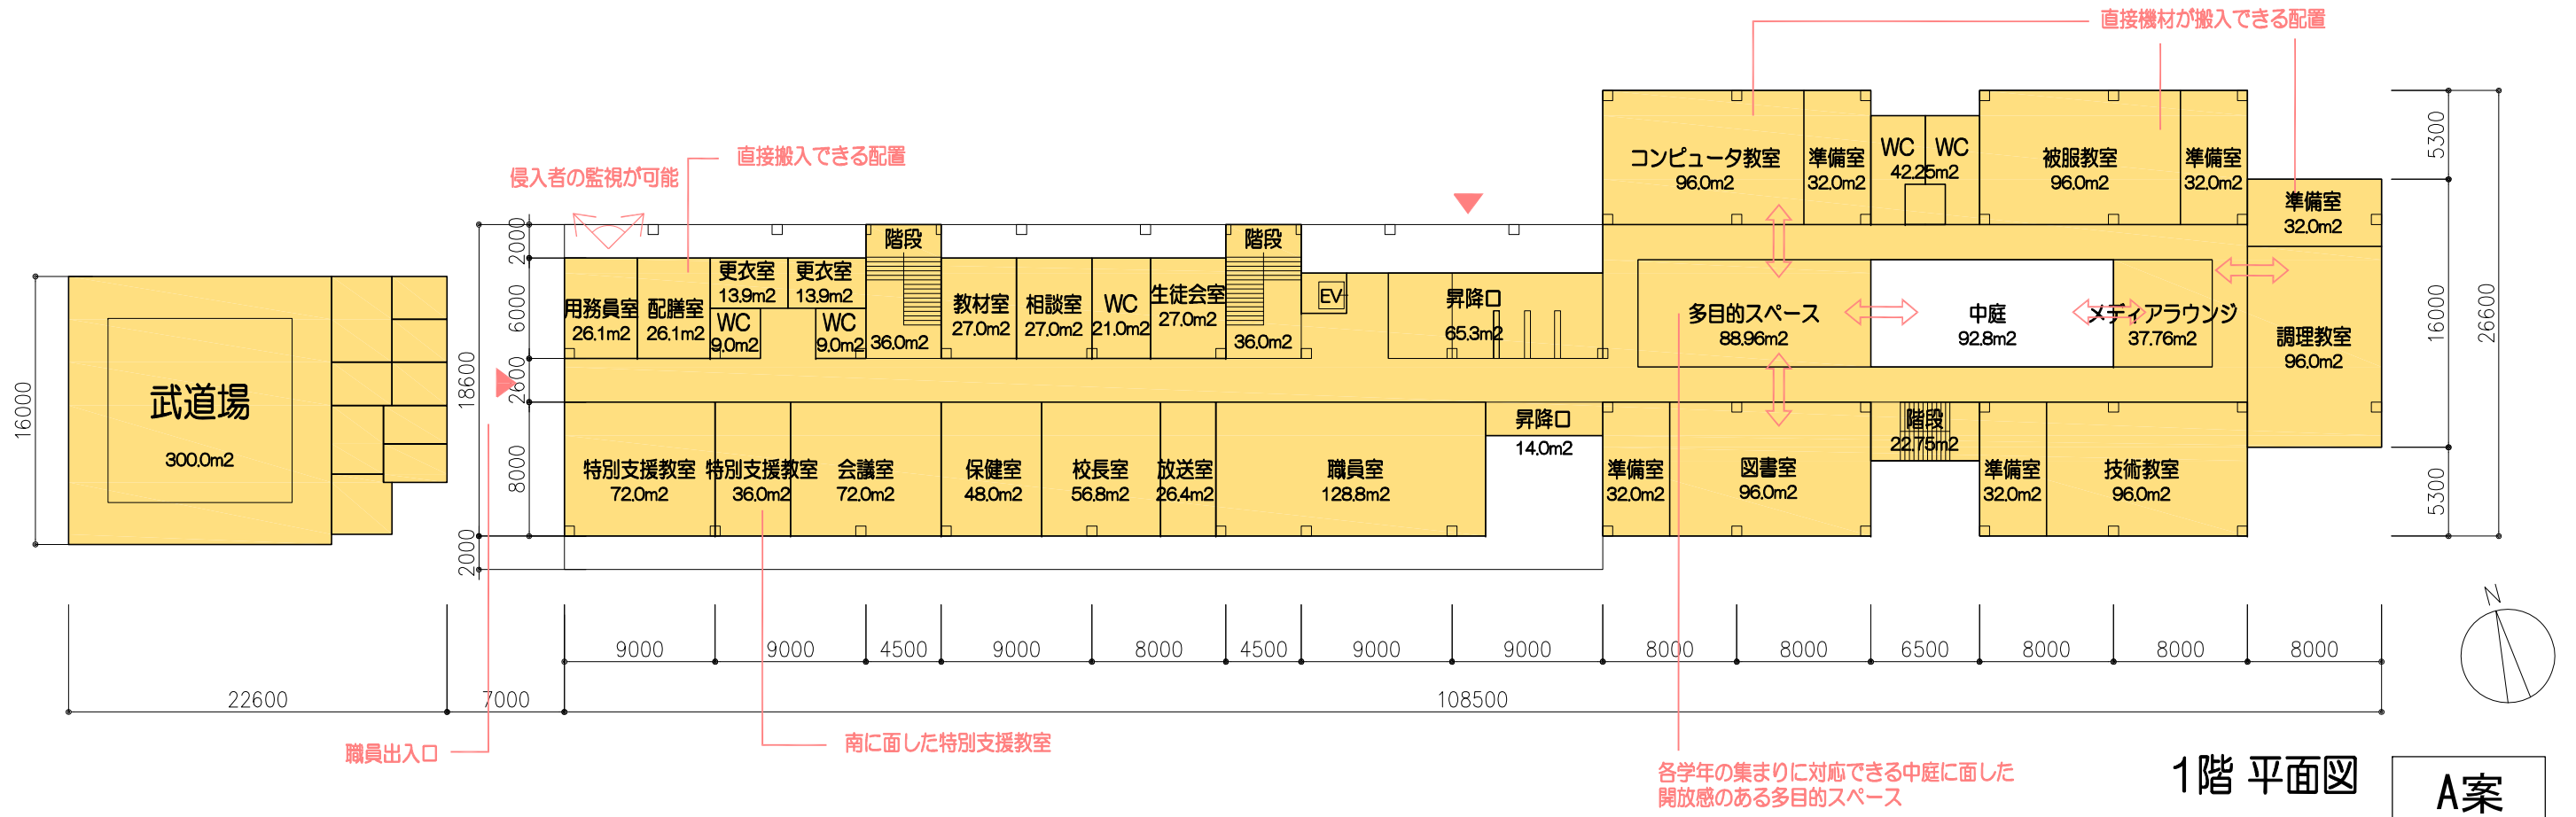 直接機材が搬入できる配置
直接搬入できる配置
侵入者の監視が可能
コンピュータ教室
96.0m2
準備室
32.0m2
WC
WC
42.25m2
被服教室
96.0m2
準備室
32.0m2
準備室
32.0m2
5300
16000
5300
26600
階段
36.0m2
階段
36.0m2
更衣室
13.9m2
更衣室
13.9m2
用務員室
26.1m2
配膳室
26.1m2
WC
9.0m2
WC
9.0m2
教材室
27.0m2
相談室
27.0m2
WC
21.0m2
生徒会室
27.0m2
EV
昇降口
65.3m2
多目的スペース
88.96m2
中庭
92.8m2
メディアラウンジ
37.76m2
調理教室
96.0m2
武道場
300.0m2
16000
18600
2000
6000
2600
8000
2000
特別支援教室
72.0m2
特別支援教室
36.0m2
会議室
72.0m2
保健室
48.0m2
校長室
56.8m2
放送室
26.4m2
職員室
128.8m2
昇降口
14.0m2
準備室
32.0m2
図書室
96.0m2
階段
22.75m2
準備室
32.0m2
技術教室
96.0m2
N
9000
9000
4500
9000
8000
4500
9000
9000
8000
8000
6500
8000
8000
8000
22600
7000
108500
職員出入口
南に面した特別支援教室
各学年の集まりに対応できる中庭に面した
開放感のある多目的スペース
1階 平面図
A案